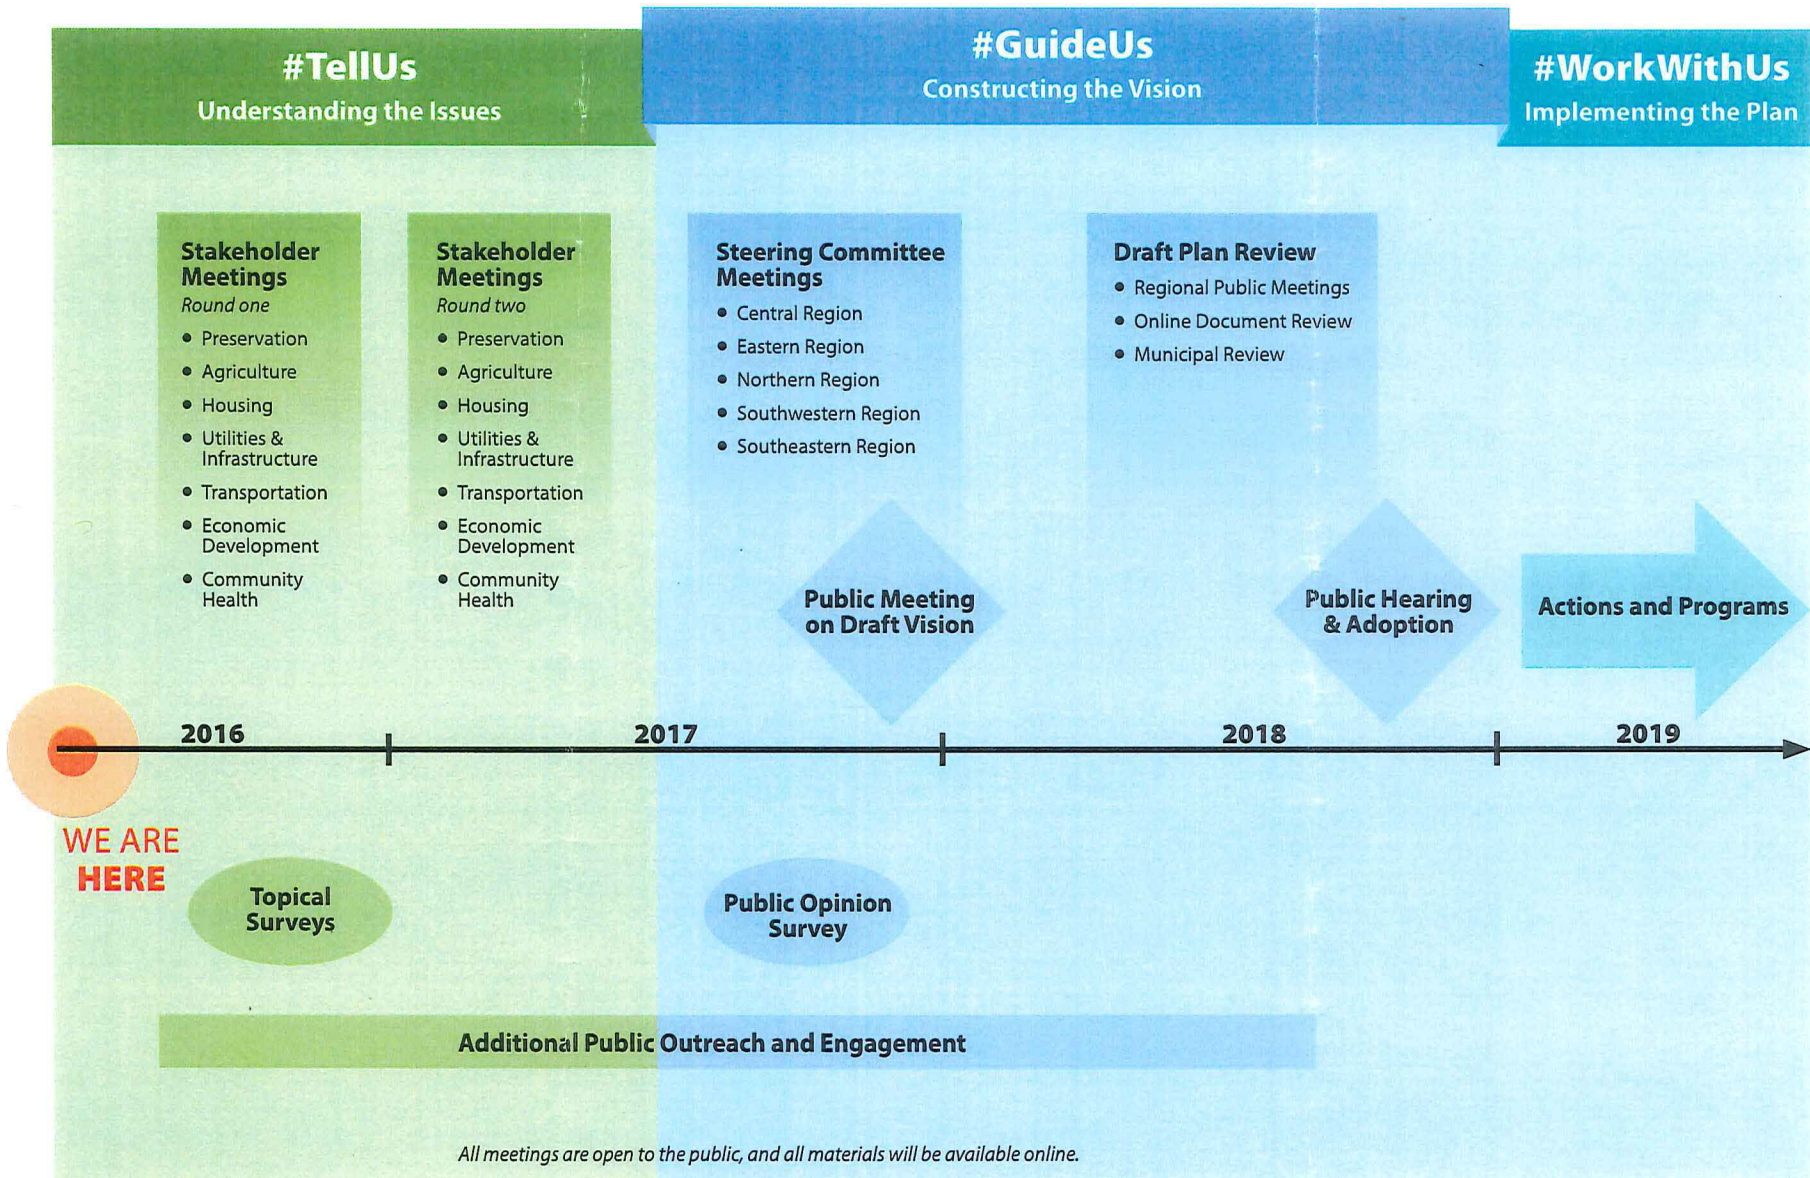 #TellUs
Understanding the Issues
#GuideUs
Constructing the Vision
#WorkWithUs
Implementing the Plan
Stakeholder
Meetings
Round one
• Preservation
• Agriculture
• Housing
• Utilities &
Infrastructure
• Transportation
• Economic
Development
• Community
Health
Stakeholder
Meetings
Round two
• Preservation
• Agriculture
• Housing
• Utilities &
Infrastructure
• Transportation
• Economic
Development
• Community
Health
Steering Committee
Meetings
• Central Region
• Eastern Region
• Northern Region
• Southwestern Region
• Southeastern Region
Public Meeting
on Draft Vision
Draft Plan Review
• Regional Public Meetings
• Online Document Review
• Municipal Review
Public Hearing
& Adoption
Actions and Programs
2016
2017
2018
2019
WE ARE
HERE
Topical
Surveys
Public Opinion
Survey
Additional Public Outreach and Engagement
All meetings are open to the public, and all materials will be available online.